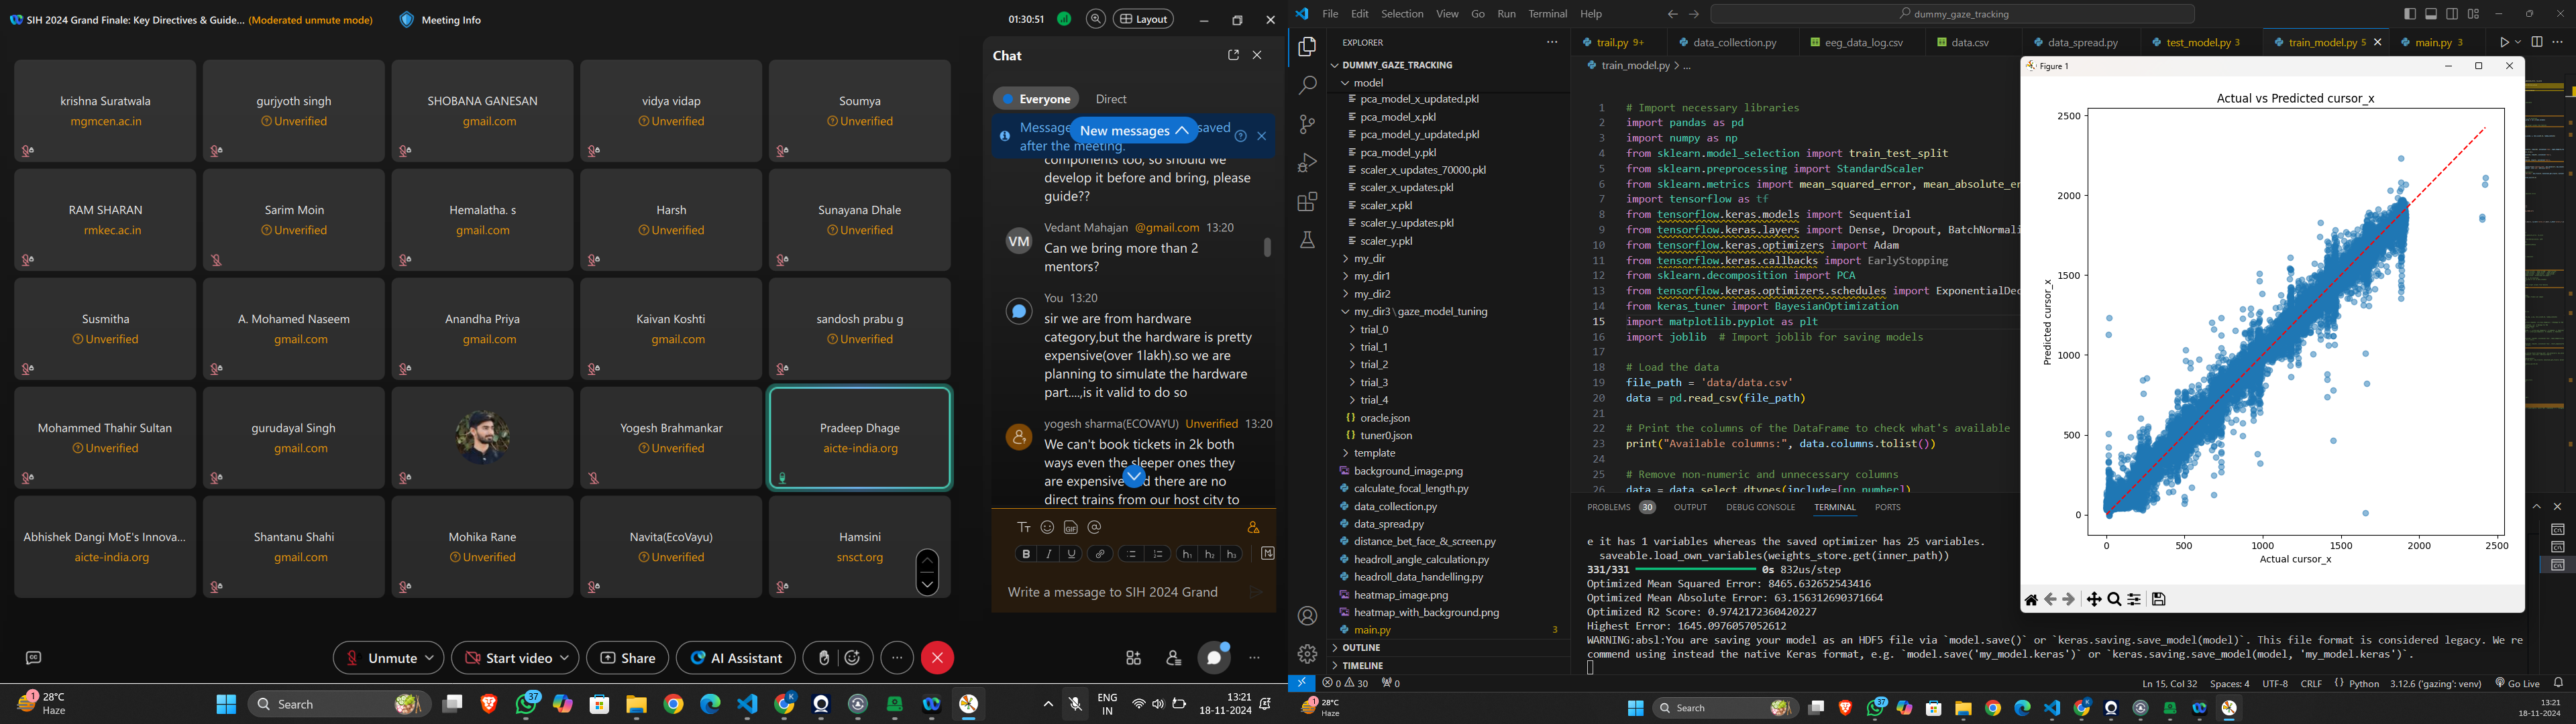 SIH 2024 Grand Finale: Key Directives & Guide... (Moderated unmute mode)
Meeting Info
01:30:51
Layout
krishna Suratwala
mgmcen.ac.in
gurjyoth singh
Unverified
SHOBANA GANESAN
gmail.com
vidya vidap
Unverified
Soumya
Unverified
RAM SHARAN
rmkec.ac.in
Sarim Moin
Unverified
Hemalatha. s
gmail.com
Harsh
Unverified
Sunayana Dhale
Unverified
Susmitha
Unverified
A. Mohamed Naseem
gmail.com
Anandha Priya
gmail.com
Kaivan Koshti
gmail.com
sandosh prabu g
Unverified
Mohammed Thahir Sultan
Unverified
gurudayal Singh
gmail.com
Yogesh Brahmankar
Unverified
Pradeep Dhage
aicte-india.org
Abhishek Dangi MoE's Innova...
aicte-india.org
Shantanu Shahi
gmail.com
Mohika Rane
Unverified
Navita(EcoVayu)
Unverified
Hamsini
snsct.org
Chat
Everyone
Direct
Message
New messages
saved
after the meeting.
components too, so should we
develop it before and bring, please
guide??
VM
Vedant Mahajan @gmail.com 13:20
Can we bring more than 2
mentors?
You 13:20
sir we are from hardware
category,but the hardware is pretty
expensive(over 1lakh).so we are
planning to simulate the hardware
part....,is it valid to do so
yogesh sharma(ECOVAYU) Unverified 13:20
We can't book tickets in 2k both
ways even the sleeper ones they
are expensive and there are no
direct trains from our host city to
Write a message to SIH 2024 Grand
Unmute
Start video
Share
AI Assistant
28°C
Haze
Search
37
ENG
IN
13:21
18-11-2024
File Edit Selection View Go Run Terminal Help
dummy_gaze_tracking
EXPLORER
DUMMY_GAZE_TRACKING
model
pca_model_x_updated.pkl
pca_model_x.pkl
pca_model_y_updated.pkl
pca_model_y.pkl
scaler_x_updates_70000.pkl
scaler_x_updates.pkl
scaler_x.pkl
scaler_y_updates.pkl
scaler_y.pkl
my_dir
my_dir1
my_dir2
my_dir3 \ gaze_model_tuning
trial_0
trial_1
trial_2
trial_3
trial_4
oracle.json
tuner0.json
template
background_image.png
calculate_focal_length.py
data_collection.py
data_spread.py
distance_bet_face_&_screen.py
headroll_angle_calculation.py
headroll_data_handelling.py
heatmap_image.png
heatmap_with_background.png
main.py 3
OUTLINE
TIMELINE
trail.py 9+
data_collection.py
eeg_data_log.csv
data.csv
data_spread.py
test_model.py 3
train_model.py 5
main.py 3
train_model.py > ...
1 # Import necessary libraries
2 import pandas as pd
3 import numpy as np
4 from sklearn.model_selection import train_test_split
5 from sklearn.preprocessing import StandardScaler
6 from sklearn.metrics import mean_squared_error, mean_absolute_er
7 import tensorflow as tf
8 from tensorflow.keras.models import Sequential
9 from tensorflow.keras.layers import Dense, Dropout, BatchNormali
10 from tensorflow.keras.optimizers import Adam
11 from tensorflow.keras.callbacks import EarlyStopping
12 from sklearn.decomposition import PCA
13 from tensorflow.keras.optimizers.schedules import ExponentialDec
14 from keras_tuner import BayesianOptimization
15 import matplotlib.pyplot as plt
16 import joblib # Import joblib for saving models
17
18 # Load the data
19 file_path = 'data/data.csv'
20 data = pd.read_csv(file_path)
21
22 # Print the columns of the DataFrame to check what's available
23 print("Available columns:", data.columns.tolist())
24
25 # Remove non-numeric and unnecessary columns
26 data = data.select_dtypes(include=[np.number])
PROBLEMS 30 OUTPUT DEBUG CONSOLE TERMINAL PORTS
e it has 1 variables whereas the saved optimizer has 25 variables.
saveable.load_own_variables(weights_store.get(inner_path))
331/331 0s 832us/step
Optimized Mean Squared Error: 8465.632652543416
Optimized Mean Absolute Error: 63.156312690371664
Optimized R2 Score: 0.9742172360420227
Highest Error: 1645.0976057052612
WARNING:absl:You are saving your model as an HDF5 file via `model.save()` or `keras.saving.save_model(model)`. This file format is considered legacy. We re
commend using instead the native Keras format, e.g. `model.save('my_model.keras')` or `keras.saving.save_model(model, 'my_model.keras')`.
Figure 1
Actual vs Predicted cursor_x
Predicted cursor_x
2500
2000
1500
1000
500
0
0 500 1000 1500 2000 2500
Actual cursor_x
0 30 0
Ln 15, Col 32 Spaces: 4 UTF-8 CRLF Python 3.12.6 ('gazing': venv) Go Live
28°C
Haze
Search
37
13:21
18-11-2024